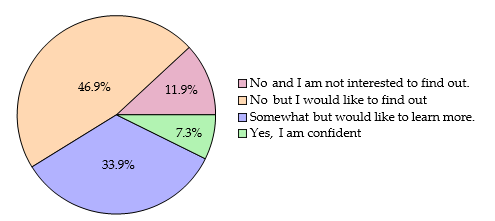 46.9%
11.9%
7.3%
33.9%
No and I am not interested to find out.
No but I would like to find out
Somewhat but would like to learn more.
Yes, I am confident